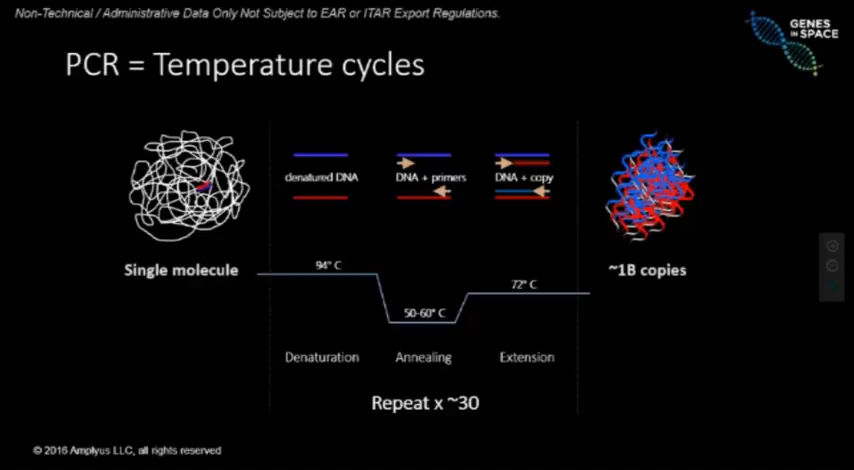 Non-Technical / Administrative Data Only Not Subject to EAR or ITAR Export Regulations.
GENES
IN SPACE
PCR = Temperature cycles
denatured DNA
DNA + primers
DNA + copy
Single molecule
94° C
50-60° C
72° C
~1B copies
Denaturation
Annealing
Extension
Repeat x ~30
© 2016 Amplyus LLC, all rights reserved